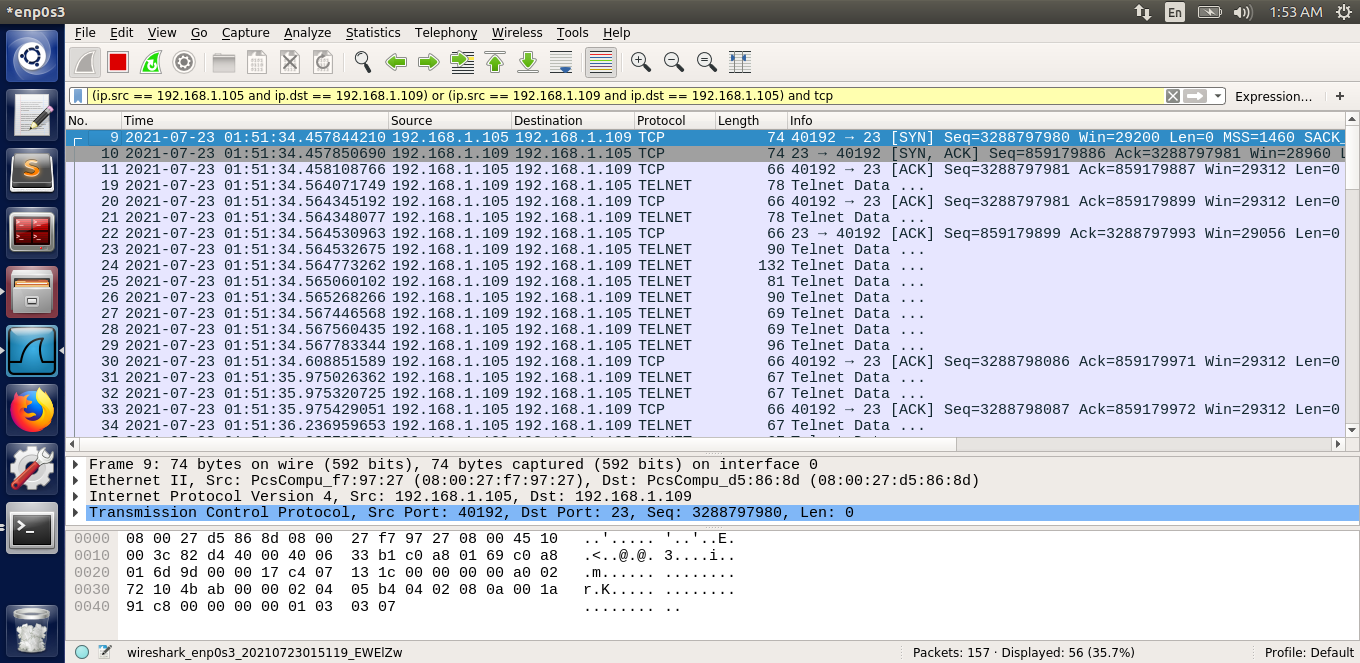 *enp0s3 En 1:53 AM
File Edit View Go Capture Analyze Statistics Telephony Wireless Tools Help
(ip.src == 192.168.1.105 and ip.dst == 192.168.1.109) or (ip.src == 192.168.1.109 and ip.dst == 192.168.1.105) and tcp Expression… +
No. Time Source Destination Protocol Length Info
9 2021-07-23 01:51:34.457844210 192.168.1.105 192.168.1.109 TCP 74 40192 → 23 [SYN] Seq=3288797980 Win=29200 Len=0 MSS=1460 SACK_
10 2021-07-23 01:51:34.457850690 192.168.1.109 192.168.1.105 TCP 74 23 → 40192 [SYN, ACK] Seq=859179886 Ack=3288797981 Win=28960 L
11 2021-07-23 01:51:34.458108766 192.168.1.105 192.168.1.109 TCP 66 40192 → 23 [ACK] Seq=3288797981 Ack=859179887 Win=29312 Len=0
19 2021-07-23 01:51:34.564071749 192.168.1.109 192.168.1.105 TELNET 78 Telnet Data ...
20 2021-07-23 01:51:34.564345192 192.168.1.105 192.168.1.109 TCP 66 40192 → 23 [ACK] Seq=3288797981 Ack=859179899 Win=29312 Len=0
21 2021-07-23 01:51:34.564348077 192.168.1.105 192.168.1.109 TELNET 78 Telnet Data ...
22 2021-07-23 01:51:34.564530963 192.168.1.109 192.168.1.105 TCP 66 23 → 40192 [ACK] Seq=859179899 Ack=3288797993 Win=29056 Len=0
23 2021-07-23 01:51:34.564532675 192.168.1.109 192.168.1.105 TELNET 90 Telnet Data ...
24 2021-07-23 01:51:34.564773262 192.168.1.105 192.168.1.109 TELNET 132 Telnet Data ...
25 2021-07-23 01:51:34.565060102 192.168.1.109 192.168.1.105 TELNET 81 Telnet Data ...
26 2021-07-23 01:51:34.565268266 192.168.1.105 192.168.1.109 TELNET 90 Telnet Data ...
27 2021-07-23 01:51:34.567446568 192.168.1.109 192.168.1.105 TELNET 69 Telnet Data ...
28 2021-07-23 01:51:34.567560435 192.168.1.105 192.168.1.109 TELNET 69 Telnet Data ...
29 2021-07-23 01:51:34.567783344 192.168.1.109 192.168.1.105 TELNET 96 Telnet Data ...
30 2021-07-23 01:51:34.608851589 192.168.1.105 192.168.1.109 TCP 66 40192 → 23 [ACK] Seq=3288798086 Ack=859179971 Win=29312 Len=0
31 2021-07-23 01:51:35.975026362 192.168.1.105 192.168.1.109 TELNET 67 Telnet Data ...
32 2021-07-23 01:51:35.975320725 192.168.1.109 192.168.1.105 TELNET 67 Telnet Data ...
33 2021-07-23 01:51:35.975429051 192.168.1.105 192.168.1.109 TCP 66 40192 → 23 [ACK] Seq=3288798087 Ack=859179972 Win=29312 Len=0
34 2021-07-23 01:51:36.236959653 192.168.1.105 192.168.1.109 TELNET 67 Telnet Data ...
Frame 9: 74 bytes on wire (592 bits), 74 bytes captured (592 bits) on interface 0
Ethernet II, Src: PcsCompu_f7:97:27 (08:00:27:f7:97:27), Dst: PcsCompu_d5:86:8d (08:00:27:d5:86:8d)
Internet Protocol Version 4, Src: 192.168.1.105, Dst: 192.168.1.109
Transmission Control Protocol, Src Port: 40192, Dst Port: 23, Seq: 3288797980, Len: 0
0000 08 00 27 d5 86 8d 08 00 27 f7 97 27 08 00 45 10 ..'..... '..'..E.
0010 00 3c 82 d4 40 00 40 06 33 b1 c0 a8 01 69 c0 a8 .<..@.@. 3....i..
0020 01 6d 9d 00 00 17 c4 07 13 1c 00 00 00 00 a0 02 .m...... ........
0030 72 10 4b ab 00 00 02 04 05 b4 04 02 08 0a 00 1a r.K..... ........
0040 91 c8 00 00 00 00 01 03 03 07 ........ ..
wireshark_enp0s3_20210723015119_EWElZw Packets: 157 · Displayed: 56 (35.7%) Profile: Default